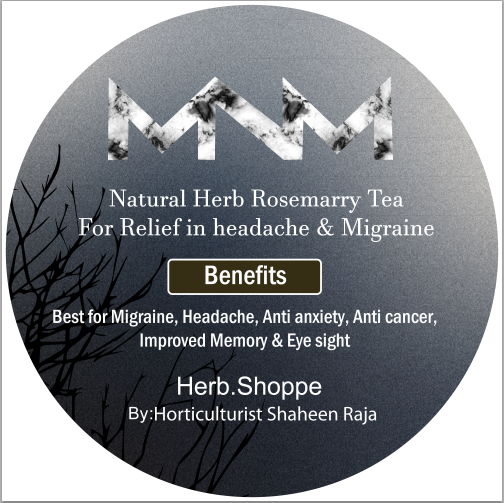 MNM
Natural Herb Rosemarry Tea
For Relief in headache & Migraine
Benefits
Best for Migraine, Headache, Anti anxiety, Anti cancer,
Improved Memory & Eye sight
Herb.Shoppe
By:Horticulturist Shaheen Raja